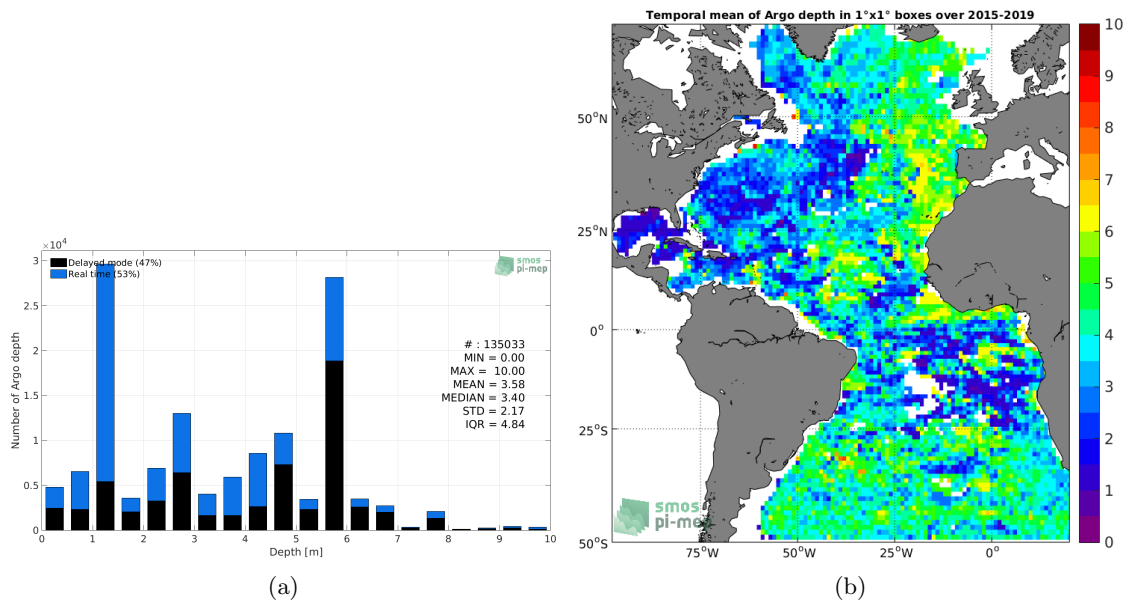 ×10⁴
3
2.5
2
1.5
1
0.5
0
Number of Argo depth
Delayed mode (47%)
Real time (53%)
smos
pi-mep
# : 135033
MIN = 0.00
MAX = 10.00
MEAN = 3.58
MEDIAN = 3.40
STD = 2.17
IQR = 4.84
0 1 2 3 4 5 6 7 8 9 10
Depth [m]
(a)
Temporal mean of Argo depth in 1°x1° boxes over 2015-2019
50°N
25°N
0°
25°S
50°S
75°W 50°W 25°W 0°
smos
pi-mep
10
9
8
7
6
5
4
3
2
1
0
(b)